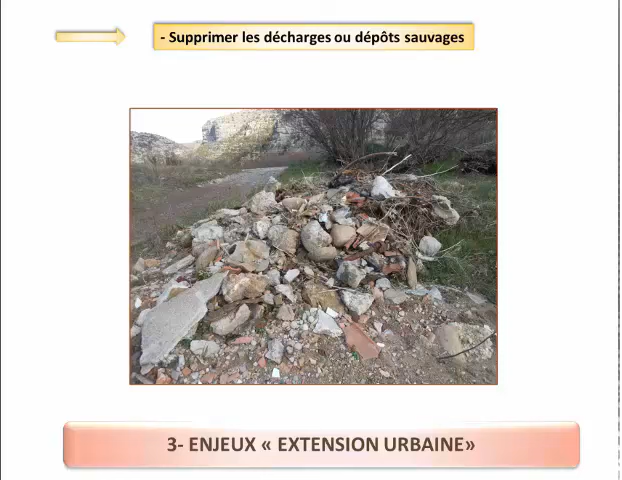 - Supprimer les décharges ou dépôts sauvages
3- ENJEUX « EXTENSION URBAINE»